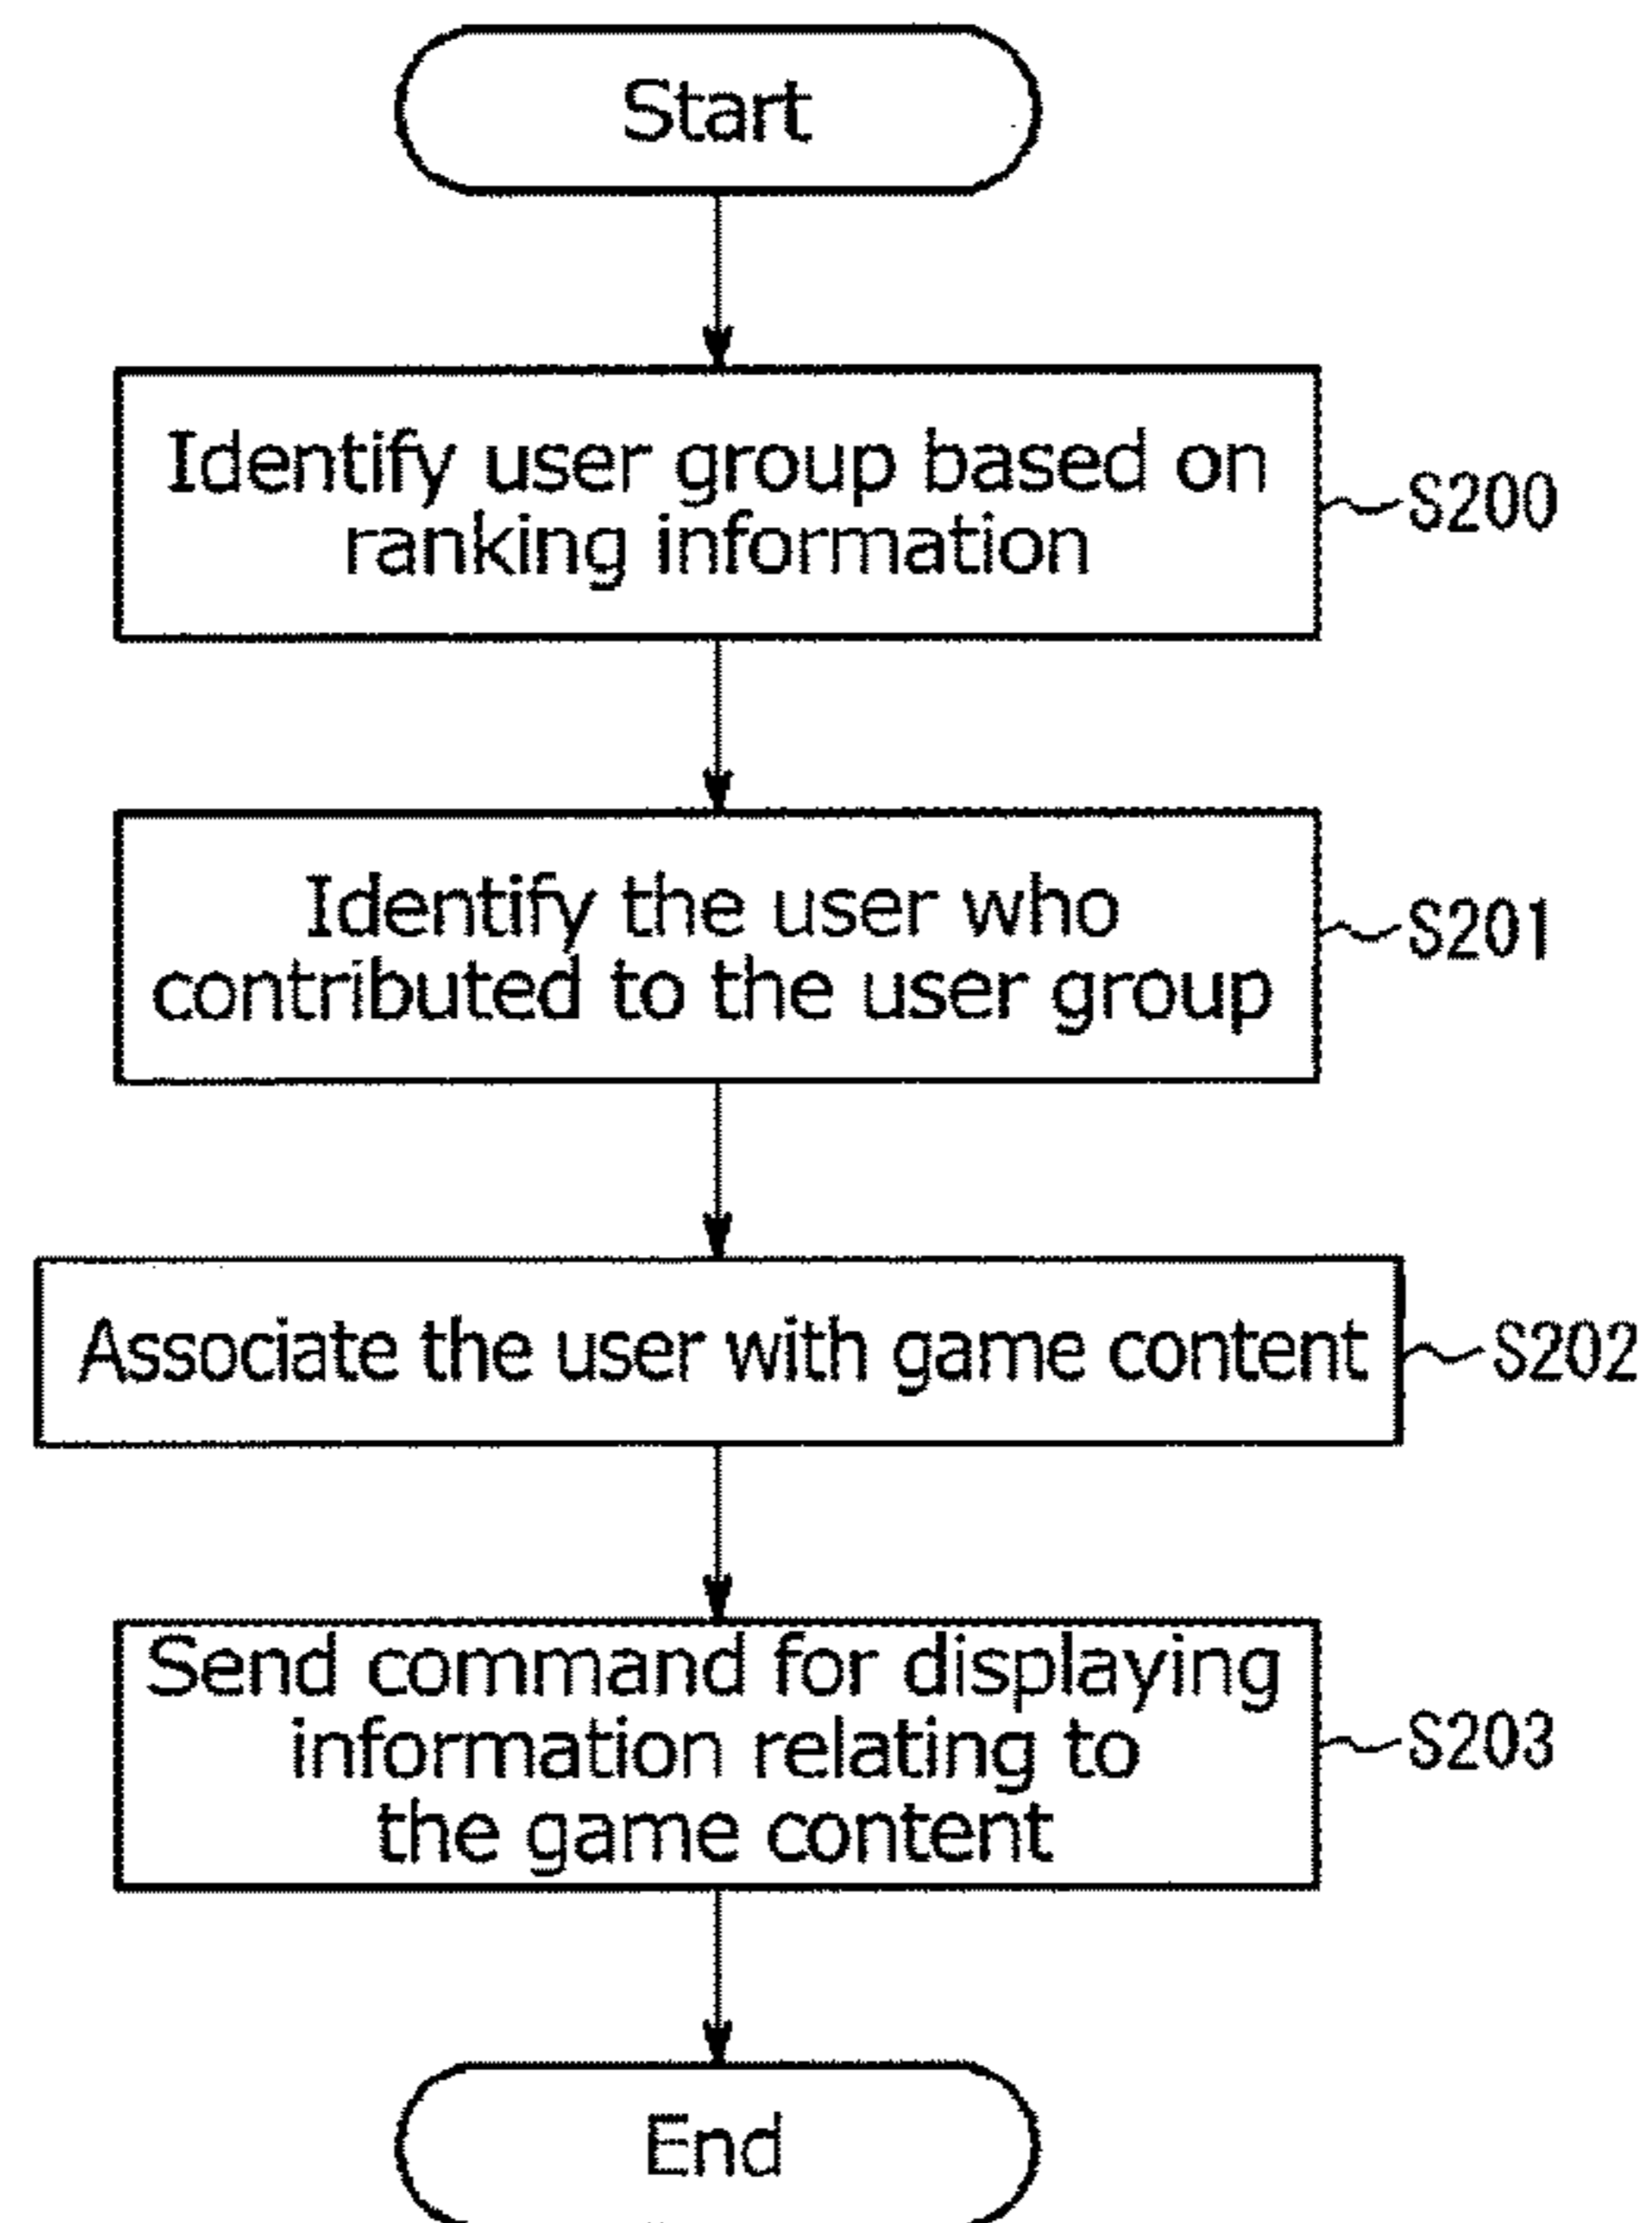 Start
Identify user group based on
ranking information
S200
Identify the user who
contributed to the user group
S201
Associate the user with game content
S202
Send command for displaying
information relating to
the game content
S203
End